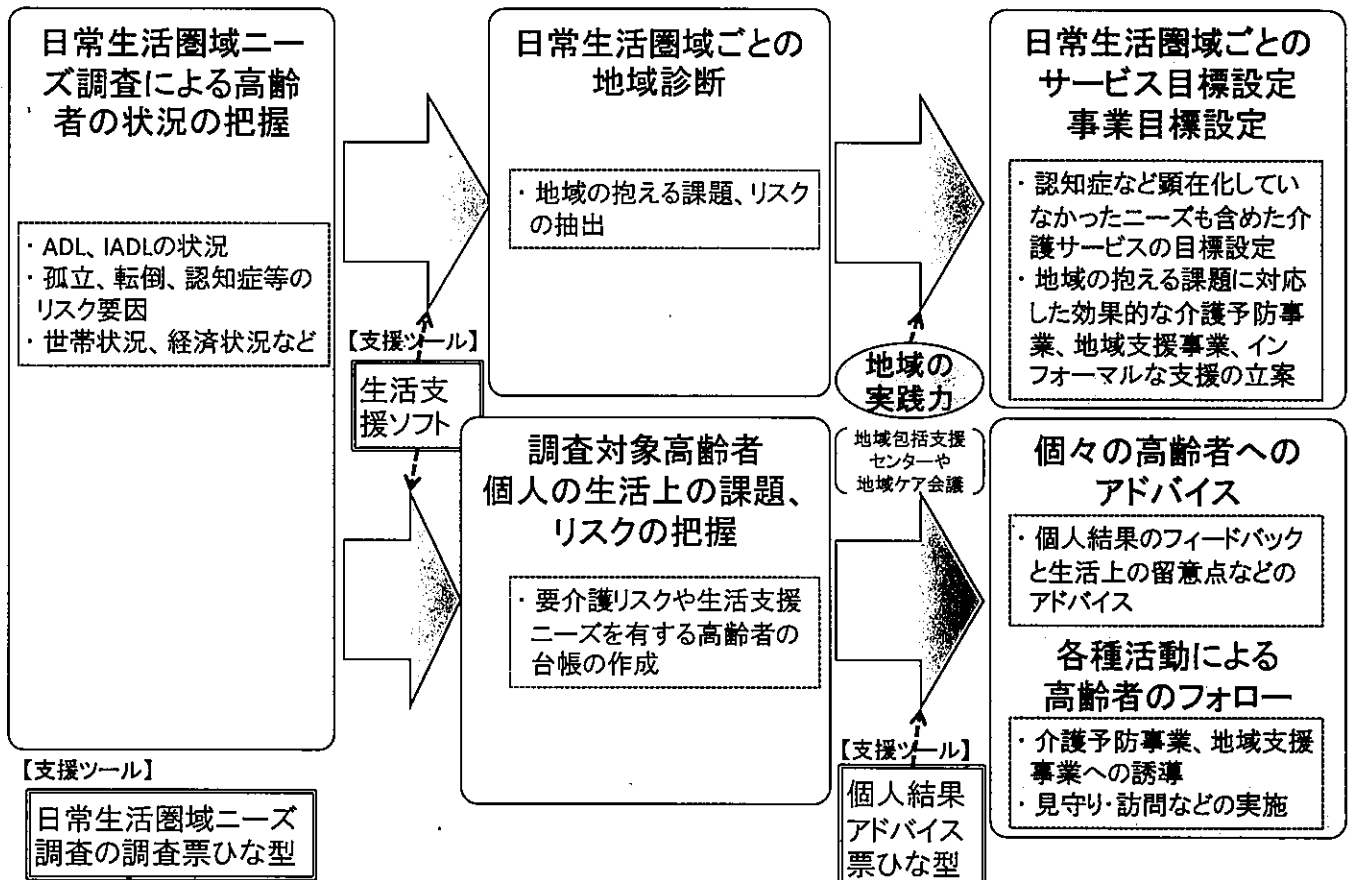 日常生活圏域ニー
ズ調査による高齢
者の状況の把握
・ADL、IADLの状況
・孤立、転倒、認知症等の
リスク要因
・世帯状況、経済状況など
【支援ツール】
日常生活圏域ニーズ
調査の調査票ひな型
【支援ツール】
生活支
援ソフト
日常生活圏域ごとの
地域診断
・地域の抱える課題、リスク
の抽出
調査対象高齢者
個人の生活上の課題、
リスクの把握
・要介護リスクや生活支援
ニーズを有する高齢者の
台帳の作成
地域の
実践力
地域包括支援
センターや
地域ケア会議
【支援ツール】
個人結果
アドバイス
票ひな型
日常生活圏域ごとの
サービス目標設定
事業目標設定
・認知症など顕在化してい
なかったニーズも含めた介
護サービスの目標設定
・地域の抱える課題に対応
した効果的な介護予防事
業、地域支援事業、イン
フォーマルな支援の立案
個々の高齢者への
アドバイス
・個人結果のフィードバック
と生活上の留意点などの
アドバイス
各種活動による
高齢者のフォロー
・介護予防事業、地域支援
事業への誘導
・見守り・訪問などの実施